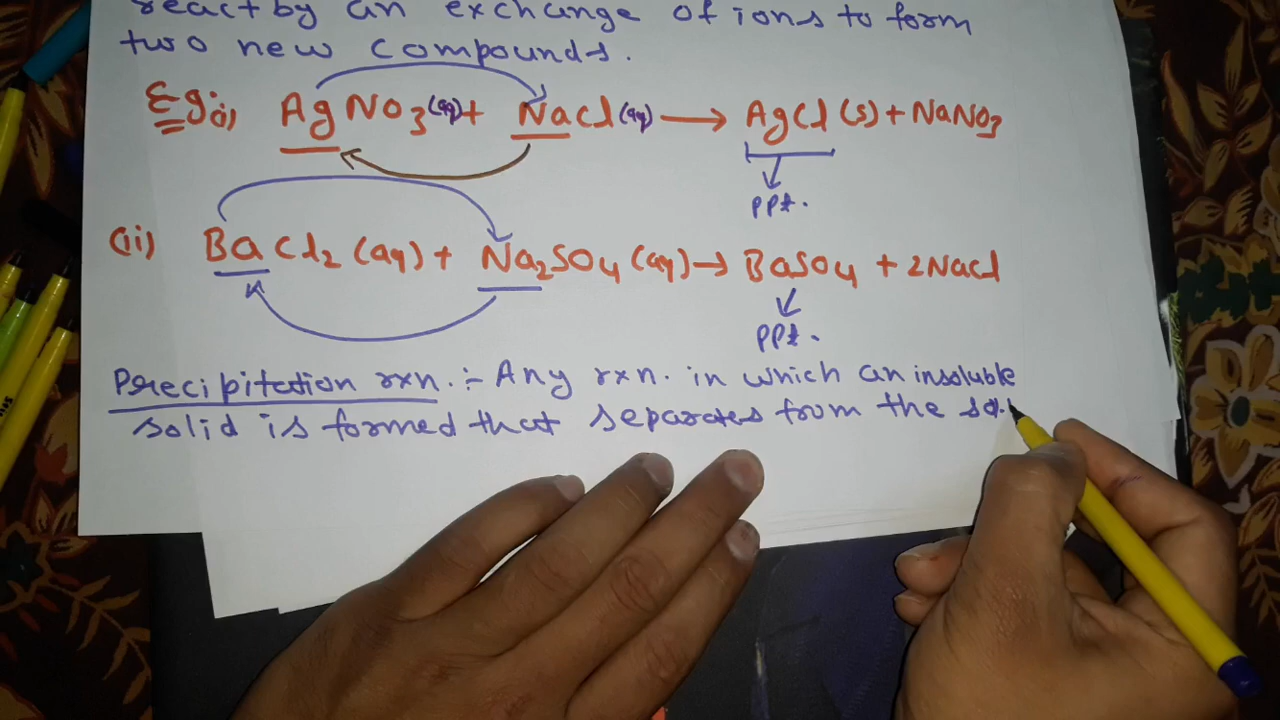 react by an exchange of ions to form
two new compounds.
Eg:i) AgNO3(aq)+ NaCl(aq) → AgCl(s)+NaNO3
ppt.
(ii) BaCl2(aq)+ Na2SO4(aq)→ BaSO4 + 2NaCl
ppt.
Precipitation rxn. :- Any rxn. in which an insoluble
solid is formed that separates from the